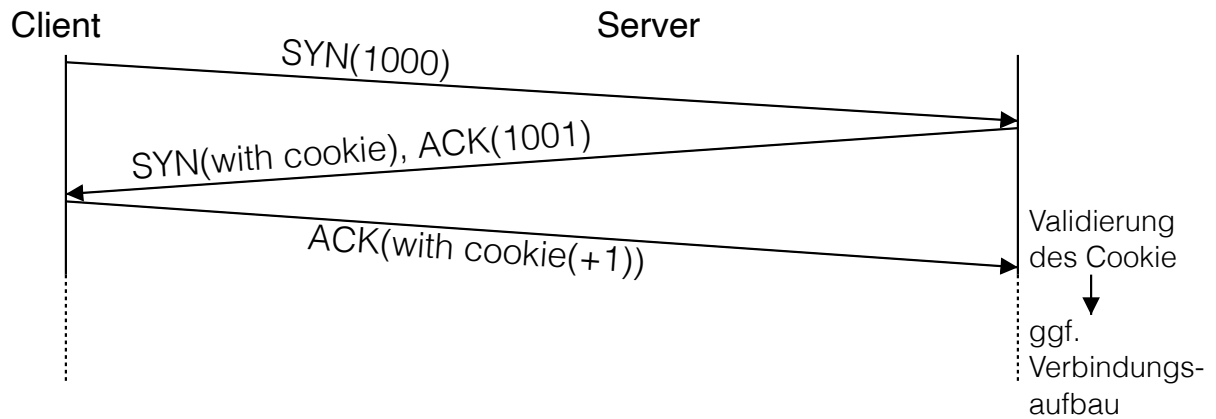 Client
Server
SYN(1000)
SYN(with cookie), ACK(1001)
ACK(with cookie(+1))
Validierung
des Cookie
ggf.
Verbindungs-
aufbau